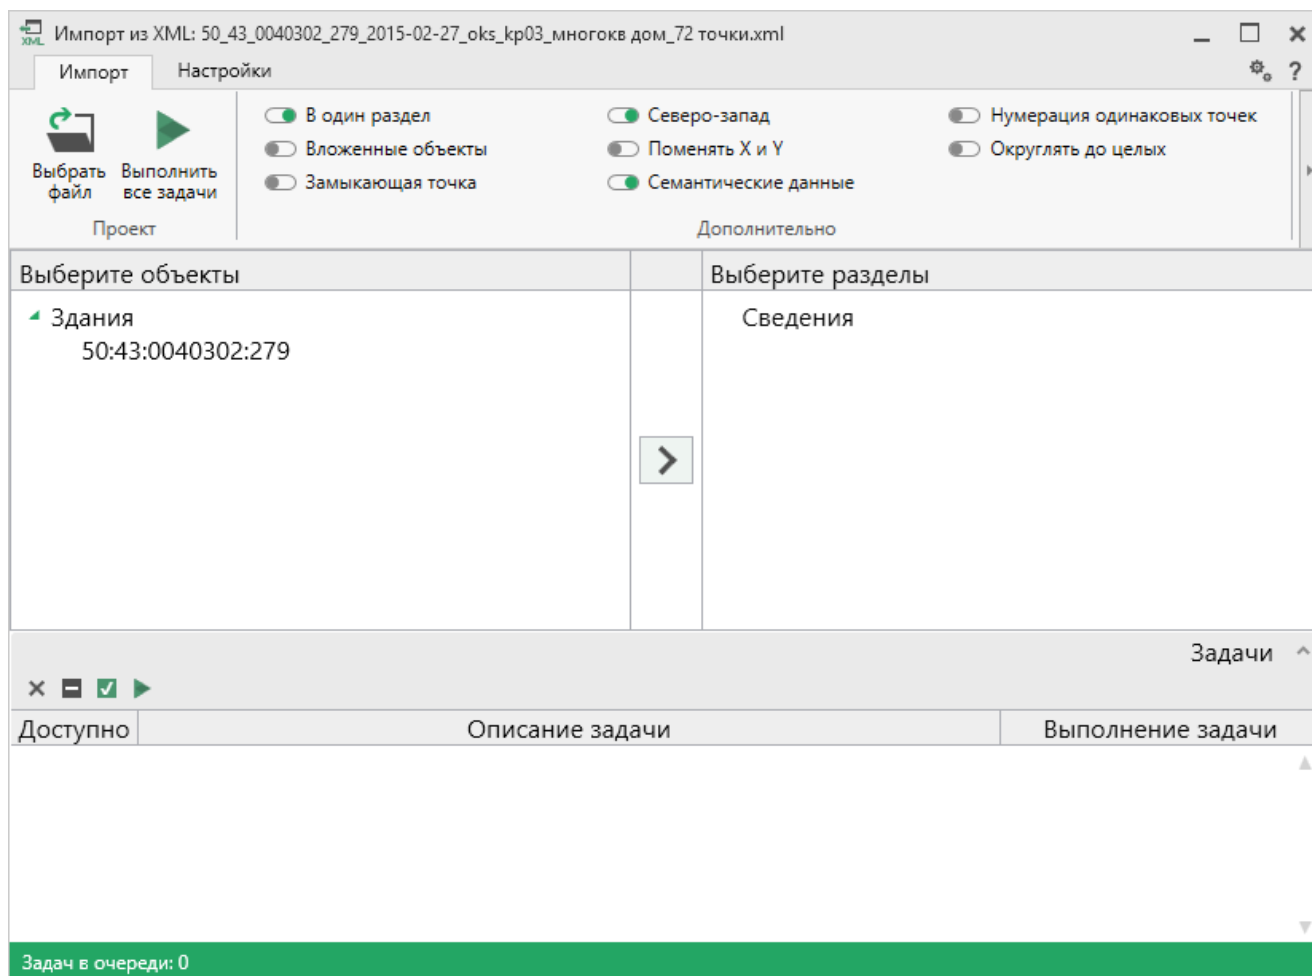 XML Импорт из XML: 50_43_0040302_279_2015-02-27_oks_kp03_многокв дом_72 точки.xml
Импорт Настройки ?
В один раздел Северо-запад Нумерация одинаковых точек
Вложенные объекты Поменять X и Y Округлять до целых
Выбрать файл Выполнить все задачи Замыкающая точка Семантические данные
Проект Дополнительно
Выберите объекты Выберите разделы
Здания Сведения
50:43:0040302:279
Задачи
Доступно Описание задачи Выполнение задачи
Задач в очереди: 0